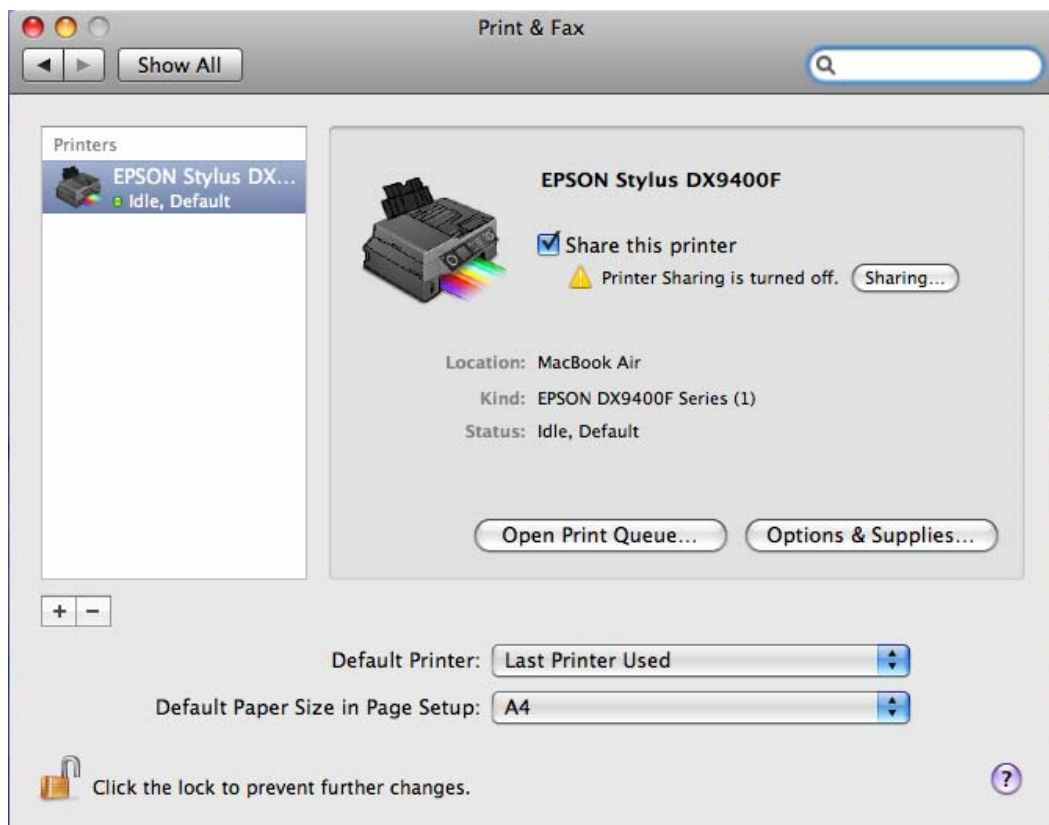 Print & Fax
Show All
Printers
EPSON Stylus DX...
Idle, Default
EPSON Stylus DX9400F
Share this printer
Printer Sharing is turned off. Sharing...
Location: MacBook Air
Kind: EPSON DX9400F Series (1)
Status: Idle, Default
Open Print Queue... Options & Supplies...
+ −
Default Printer: Last Printer Used
Default Paper Size in Page Setup: A4
Click the lock to prevent further changes.
?